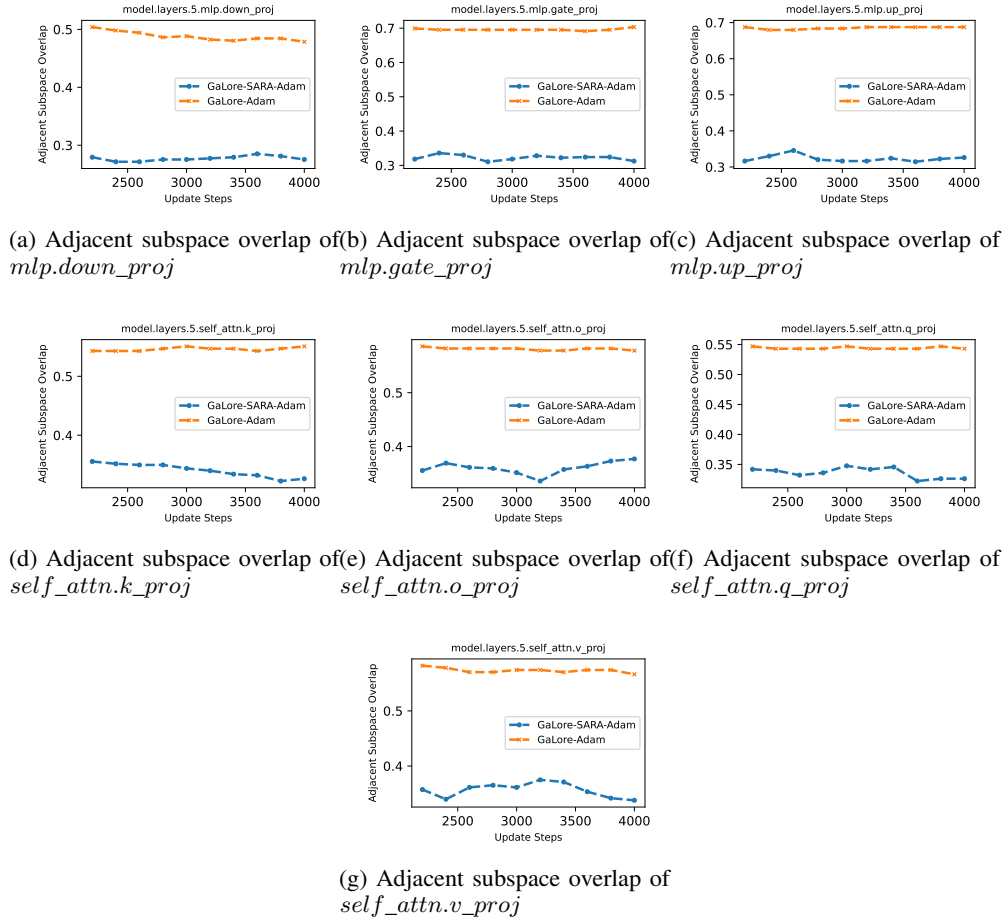 model.layers.5.mlp.down_proj
Adjacent Subspace Overlap
0.5
0.4
0.3
GaLore-SARA-Adam
GaLore-Adam
2500 3000 3500 4000
Update Steps
model.layers.5.mlp.gate_proj
Adjacent Subspace Overlap
0.7
0.6
0.5
0.4
0.3
GaLore-SARA-Adam
GaLore-Adam
2500 3000 3500 4000
Update Steps
model.layers.5.mlp.up_proj
Adjacent Subspace Overlap
0.7
0.6
0.5
0.4
0.3
GaLore-SARA-Adam
GaLore-Adam
2500 3000 3500 4000
Update Steps
(a) Adjacent subspace overlap of
mlp.down_proj
(b) Adjacent subspace overlap of
mlp.gate_proj
(c) Adjacent subspace overlap of
mlp.up_proj
model.layers.5.self_attn.k_proj
Adjacent Subspace Overlap
0.5
0.4
GaLore-SARA-Adam
GaLore-Adam
2500 3000 3500 4000
Update Steps
model.layers.5.self_attn.o_proj
Adjacent Subspace Overlap
0.5
0.4
GaLore-SARA-Adam
GaLore-Adam
2500 3000 3500 4000
Update Steps
model.layers.5.self_attn.q_proj
Adjacent Subspace Overlap
0.55
0.50
0.45
0.40
0.35
GaLore-SARA-Adam
GaLore-Adam
2500 3000 3500 4000
Update Steps
(d) Adjacent subspace overlap of
self_attn.k_proj
(e) Adjacent subspace overlap of
self_attn.o_proj
(f) Adjacent subspace overlap of
self_attn.q_proj
model.layers.5.self_attn.v_proj
Adjacent Subspace Overlap
0.5
0.4
GaLore-SARA-Adam
GaLore-Adam
2500 3000 3500 4000
Update Steps
(g) Adjacent subspace overlap of
self_attn.v_proj